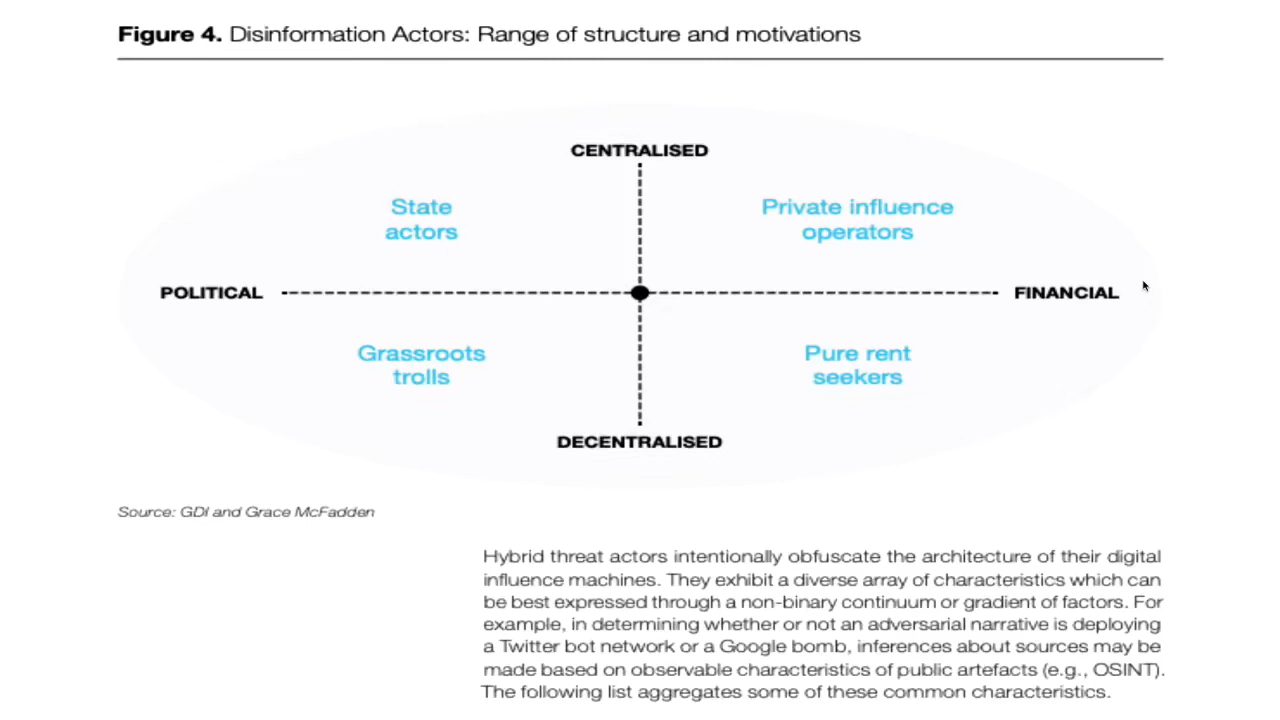 Figure 4. Disinformation Actors: Range of structure and motivations
CENTRALISED
State
actors
Private influence
operators
POLITICAL
FINANCIAL
Grassroots
trolls
Pure rent
seekers
DECENTRALISED
Source: GDI and Grace McFadden
Hybrid threat actors intentionally obfuscate the architecture of their digital
influence machines. They exhibit a diverse array of characteristics which can
be best expressed through a non-binary continuum or gradient of factors. For
example, in determining whether or not an adversarial narrative is deploying
a Twitter bot network or a Google bomb, inferences about sources may be
made based on observable characteristics of public artefacts (e.g., OSINT).
The following list aggregates some of these common characteristics.